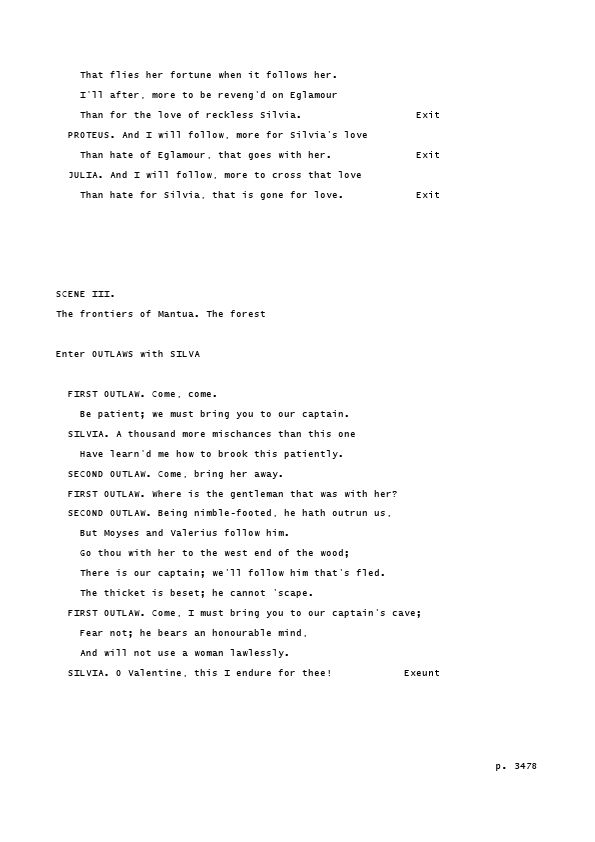 That flies her fortune when it follows her.
I'll after, more to be reveng'd on Eglamour
Than for the love of reckless Silvia. Exit
PROTEUS. And I will follow, more for Silvia's love
Than hate of Eglamour, that goes with her. Exit
JULIA. And I will follow, more to cross that love
Than hate for Silvia, that is gone for love. Exit
SCENE III.
The frontiers of Mantua. The forest
Enter OUTLAWS with SILVA
FIRST OUTLAW. Come, come.
Be patient; we must bring you to our captain.
SILVIA. A thousand more mischances than this one
Have learn'd me how to brook this patiently.
SECOND OUTLAW. Come, bring her away.
FIRST OUTLAW. Where is the gentleman that was with her?
SECOND OUTLAW. Being nimble-footed, he hath outrun us,
But Moyses and Valerius follow him.
Go thou with her to the west end of the wood;
There is our captain; we'll follow him that's fled.
The thicket is beset; he cannot 'scape.
FIRST OUTLAW. Come, I must bring you to our captain's cave;
Fear not; he bears an honourable mind,
And will not use a woman lawlessly.
SILVIA. O Valentine, this I endure for thee! Exeunt
p. 3478